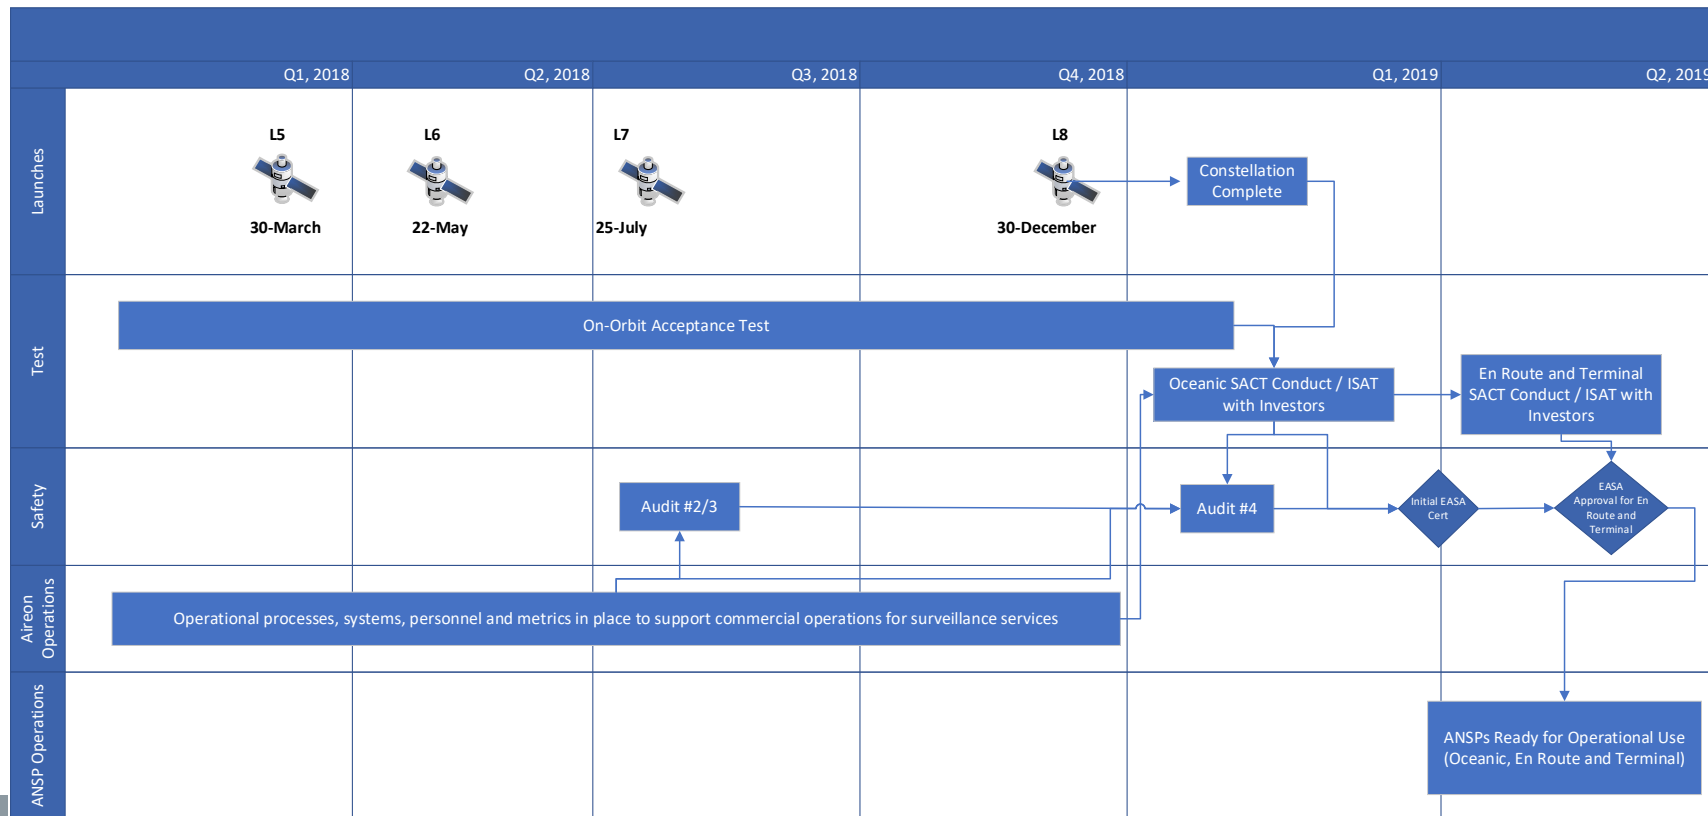 Q1, 2018
Q2, 2018
Q3, 2018
Q4, 2018
Q1, 2019
Q2, 2019
Launches
L5
L6
L7
L8
30-March
22-May
25-July
30-December
Constellation
Complete
Test
On-Orbit Acceptance Test
Oceanic SACT Conduct / ISAT
with Investors
En Route and Terminal
SACT Conduct / ISAT with
Investors
Safety
Audit #2/3
Audit #4
Initial EASA
Cert
EASA
Approval for En
Route and
Terminal
Aireon
Operations
Operational processes, systems, personnel and metrics in place to support commercial operations for surveillance services
ANSP Operations
ANSPs Ready for Operational Use
(Oceanic, En Route and Terminal)